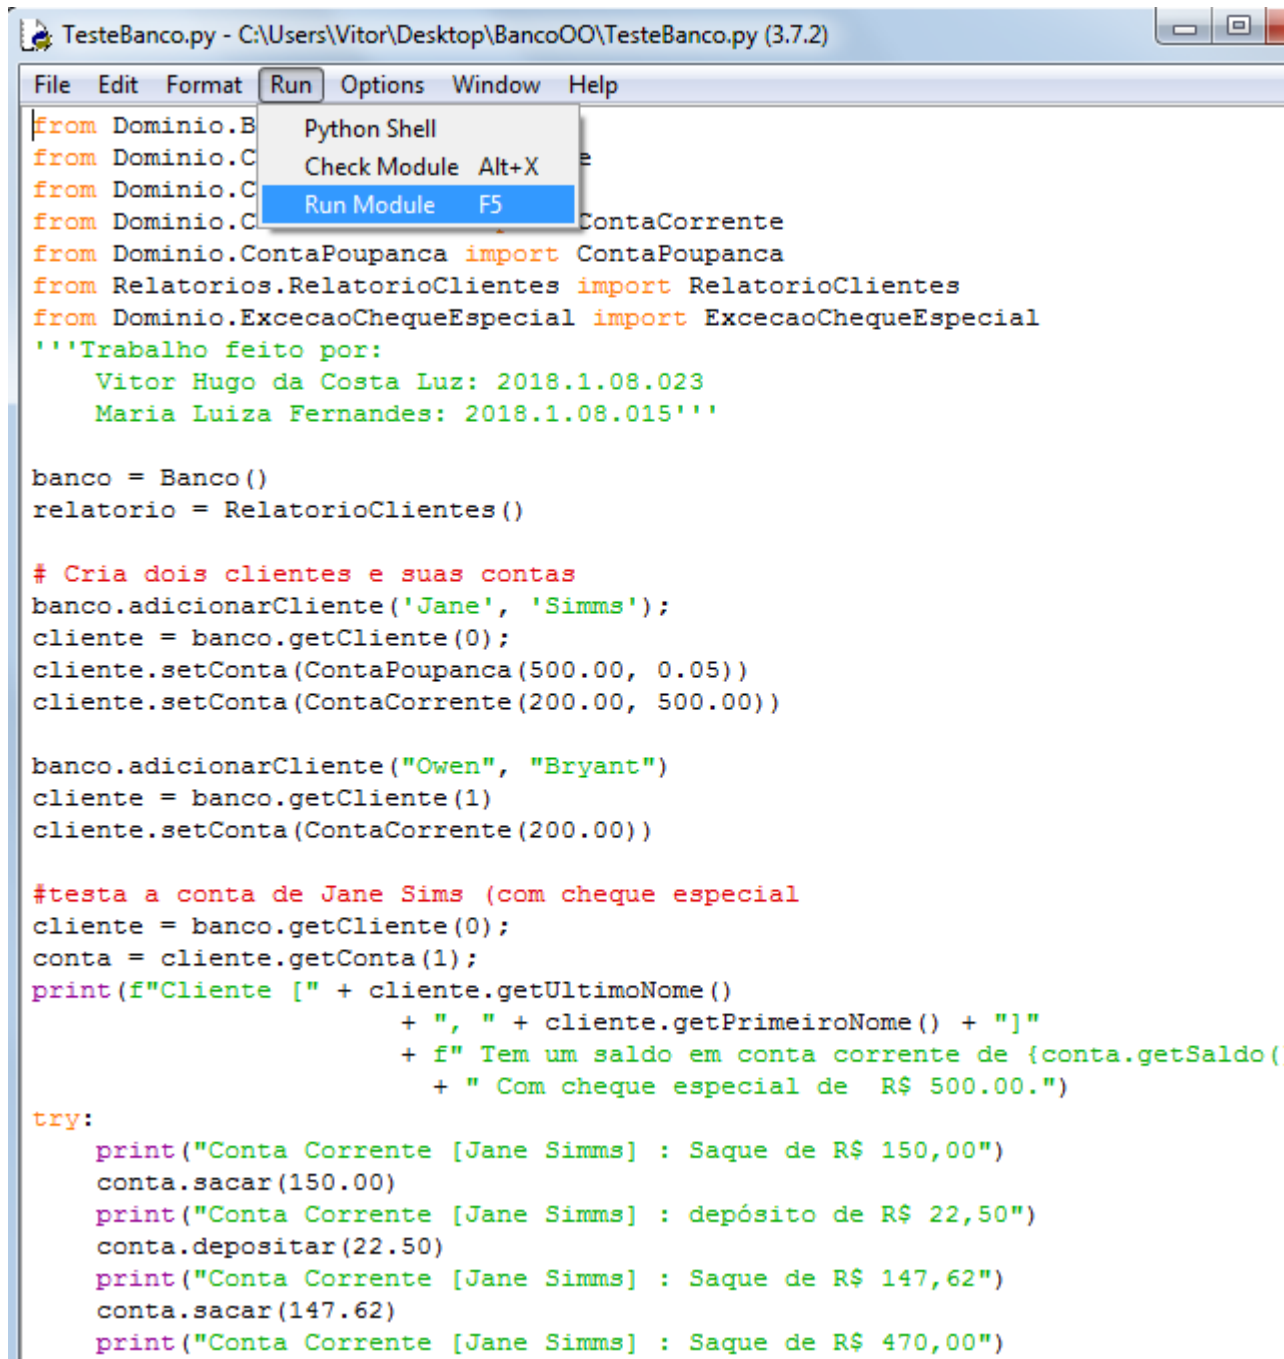 TesteBanco.py - C:\Users\Vitor\Desktop\BancoOO\TesteBanco.py (3.7.2)
File Edit Format Run Options Window Help
Python Shell
Check Module Alt+X
Run Module F5
from Dominio.B
from Dominio.C e
from Dominio.C
from Dominio.C ContaCorrente
from Dominio.ContaPoupanca import ContaPoupanca
from Relatorios.RelatorioClientes import RelatorioClientes
from Dominio.ExcecaoChequeEspecial import ExcecaoChequeEspecial
'''Trabalho feito por:
    Vitor Hugo da Costa Luz: 2018.1.08.023
    Maria Luiza Fernandes: 2018.1.08.015'''
banco = Banco()
relatorio = RelatorioClientes()
# Cria dois clientes e suas contas
banco.adicionarCliente('Jane', 'Simms');
cliente = banco.getCliente(0);
cliente.setConta(ContaPoupanca(500.00, 0.05))
cliente.setConta(ContaCorrente(200.00, 500.00))
banco.adicionarCliente("Owen", "Bryant")
cliente = banco.getCliente(1)
cliente.setConta(ContaCorrente(200.00))
#testa a conta de Jane Sims (com cheque especial
cliente = banco.getCliente(0);
conta = cliente.getConta(1);
print(f"Cliente [" + cliente.getUltimoNome()
                       + ", " + cliente.getPrimeiroNome() + "]"
                       + f" Tem um saldo em conta corrente de {conta.getSaldo(
                         + " Com cheque especial de  R$ 500.00.")
try:
    print("Conta Corrente [Jane Simms] : Saque de R$ 150,00")
    conta.sacar(150.00)
    print("Conta Corrente [Jane Simms] : depósito de R$ 22,50")
    conta.depositar(22.50)
    print("Conta Corrente [Jane Simms] : Saque de R$ 147,62")
    conta.sacar(147.62)
    print("Conta Corrente [Jane Simms] : Saque de R$ 470,00")